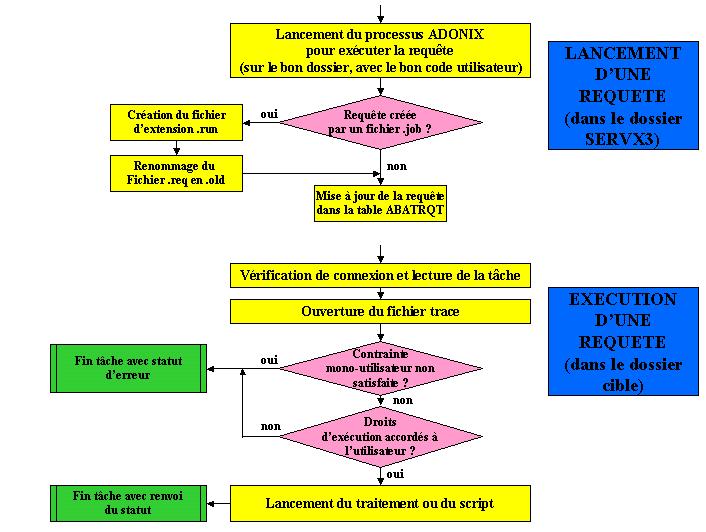 Lancement du processus ADONIX
pour exécuter la requête
(sur le bon dossier, avec le bon code utilisateur)
LANCEMENT
D'UNE
REQUETE
(dans le dossier
SERVX3)
Création du fichier
d'extension .run
oui
Requête créée
par un fichier .job ?
non
Renommage du
Fichier .req en .old
Mise à jour de la requête
dans la table ABATRQT
Vérification de connexion et lecture de la tâche
Ouverture du fichier trace
EXECUTION
D'UNE
REQUETE
(dans le dossier
cible)
Fin tâche avec statut
d'erreur
oui
Contrainte
mono-utilisateur non
satisfaite ?
non
non
Droits
d'exécution accordés à
l'utilisateur ?
oui
Fin tâche avec renvoi
du statut
Lancement du traitement ou du script